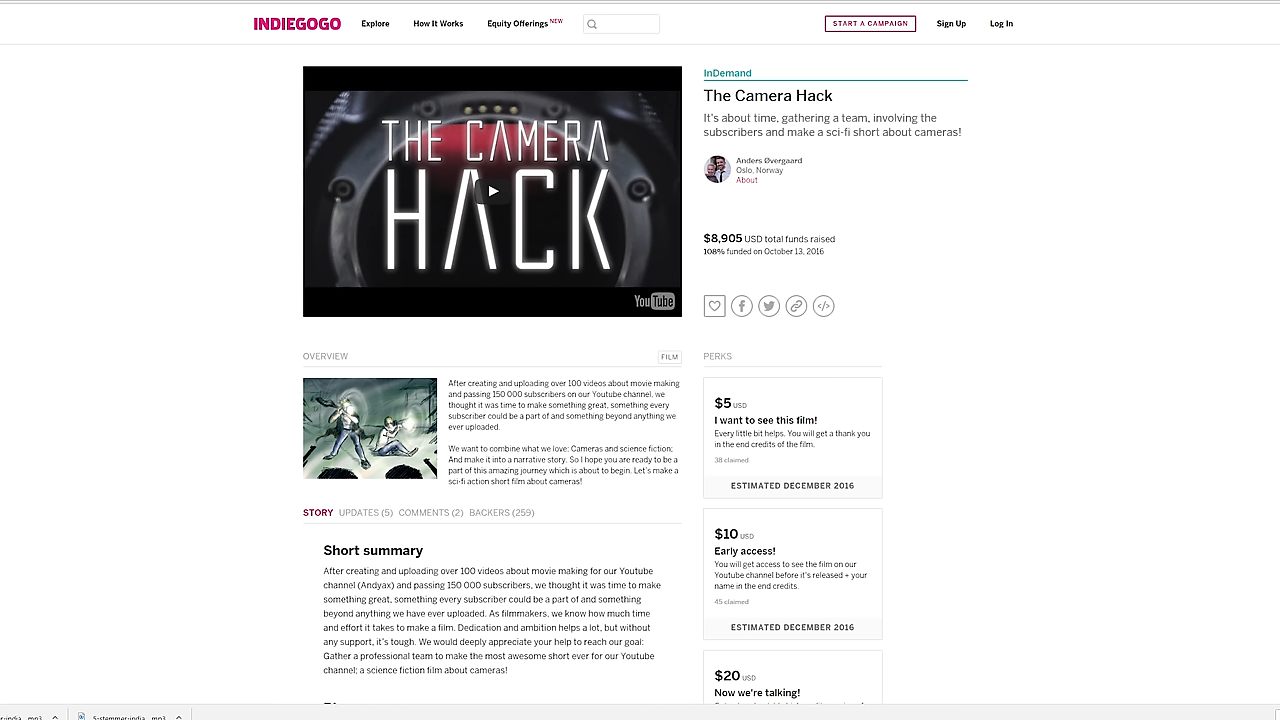 INDIEGOGO Explore How It Works Equity Offerings NEW START A CAMPAIGN Sign Up Log In
THE CAMERA
HACK
YouTube
InDemand
The Camera Hack
It's about time, gathering a team, involving the
subscribers and make a sci-fi short about cameras!
Anders Øvergaard
Oslo, Norway
About
$8,905 USD total funds raised
108% funded on October 13, 2016
OVERVIEW FILM
After creating and uploading over 100 videos about movie making
and passing 150 000 subscribers on our Youtube channel, we
thought it was time to make something great, something every
subscriber could be a part of and something beyond anything we
ever uploaded.
We want to combine what we love: Cameras and science fiction;
And make it into a narrative story. So I hope you are ready to be a
part of this amazing journey which is about to begin. Let's make a
sci-fi action short film about cameras!
STORY UPDATES (5) COMMENTS (2) BACKERS (259)
Short summary
After creating and uploading over 100 videos about movie making for our Youtube
channel (Andyax) and passing 150 000 subscribers, we thought it was time to make
something great, something every subscriber could be a part of and something
beyond anything we have ever uploaded. As filmmakers, we know how much time
and effort it takes to make a film. Dedication and ambition helps a lot, but without
any support, it's tough. We would deeply appreciate your help to reach our goal:
Gather a professional team to make the most awesome short ever for our Youtube
channel; a science fiction film about cameras!
PERKS
$5 USD
I want to see this film!
Every little bit helps. You will get a thank you
in the end credits of the film.
38 claimed
ESTIMATED DECEMBER 2016
$10 USD
Early access!
You will get access to see the film on our
Youtube channel before it's released + your
name in the end credits.
45 claimed
ESTIMATED DECEMBER 2016
$20 USD
Now we're talking!